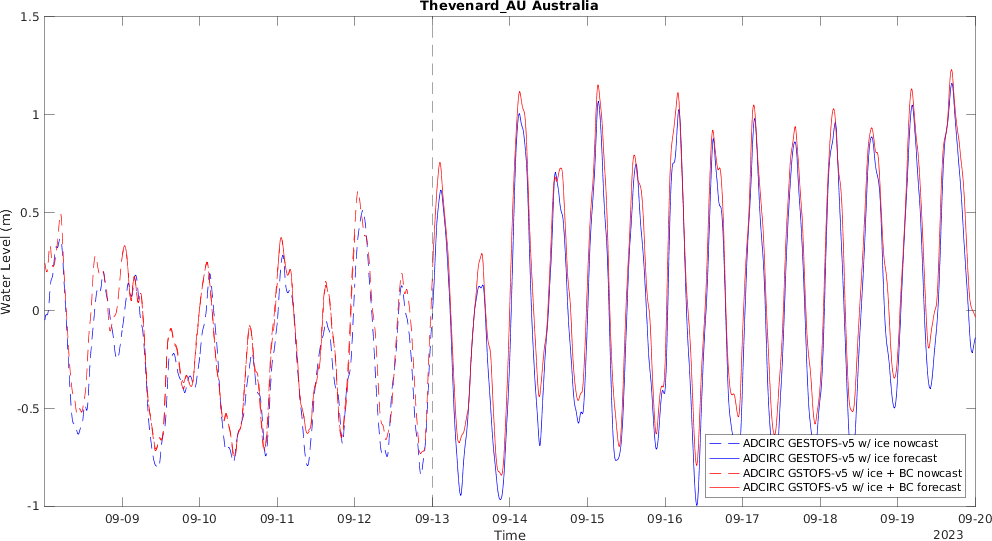 Thevenard_AU Australia
1.5
1
0.5
0
-0.5
-1
Water Level (m)
09-09
09-10
09-11
09-12
09-13
09-14
09-15
09-16
09-17
09-18
09-19
09-20
Time
2023
ADCIRC GESTOFS-v5 w/ ice nowcast
ADCIRC GESTOFS-v5 w/ ice forecast
ADCIRC GSTOFS-v5 w/ ice + BC nowcast
ADCIRC GSTOFS-v5 w/ ice + BC forecast